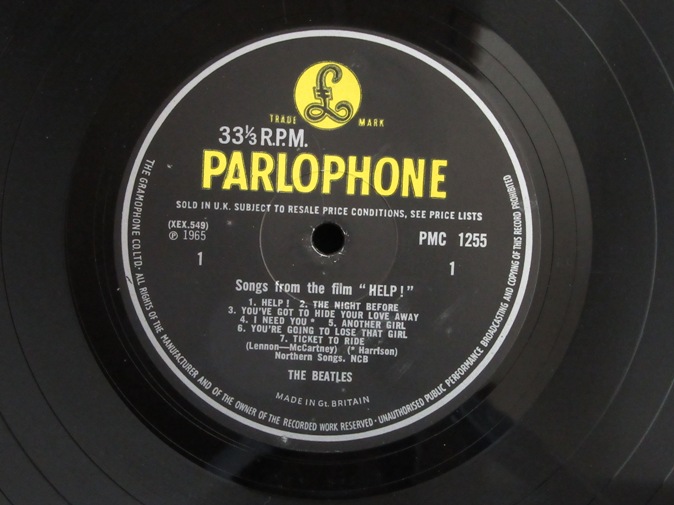 £
TRADE MARK
33⅓ R.P.M.
PARLOPHONE
SOLD IN U.K. SUBJECT TO RESALE PRICE CONDITIONS, SEE PRICE LISTS
(XEX.549)
℗ 1965
PMC 1255
1
1
Songs from the film "HELP!"
1. HELP! 2. THE NIGHT BEFORE
3. YOU'VE GOT TO HIDE YOUR LOVE AWAY
4. I NEED YOU * 5. ANOTHER GIRL
6. YOU'RE GOING TO LOSE THAT GIRL
7. TICKET TO RIDE
(Lennon—McCartney) (* Harrison)
Northern Songs. NCB
THE BEATLES
MADE IN Gt. BRITAIN
THE GRAMOPHONE CO. LTD. · ALL RIGHTS OF THE MANUFACTURER AND OF THE OWNER OF THE RECORDED WORK RESERVED · UNAUTHORISED PUBLIC PERFORMANCE BROADCASTING AND COPYING OF THIS RECORD PROHIBITED